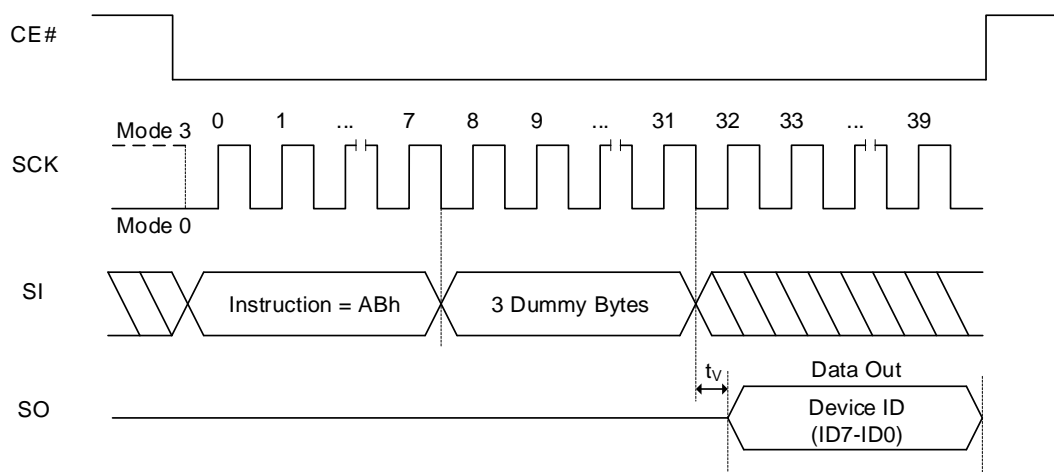 CE#
0 1 ... 7 8 9 ... 31 32 33 ... 39
Mode 3
SCK
Mode 0
SI
Instruction = ABh
3 Dummy Bytes
tV
Data Out
SO
Device ID
(ID7-ID0)